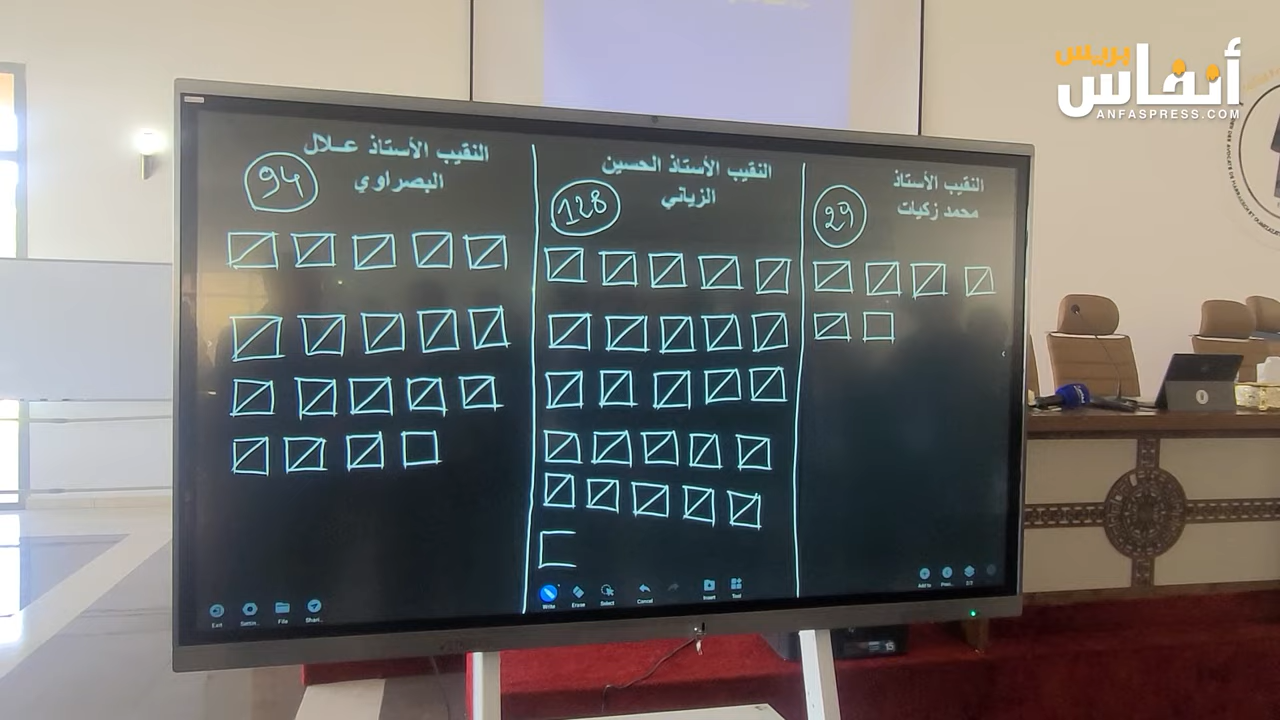 أنفاس بريس
ANFASPRESS.COM
النقيب الأستاذ
محمد زكيات
29
النقيب الأستاذ الحسين
الزياني
128
النقيب الأستاذ عـلال
البصراوي
94
Exit
File
Write
Erase
Select
Cancel
Insert
Tool